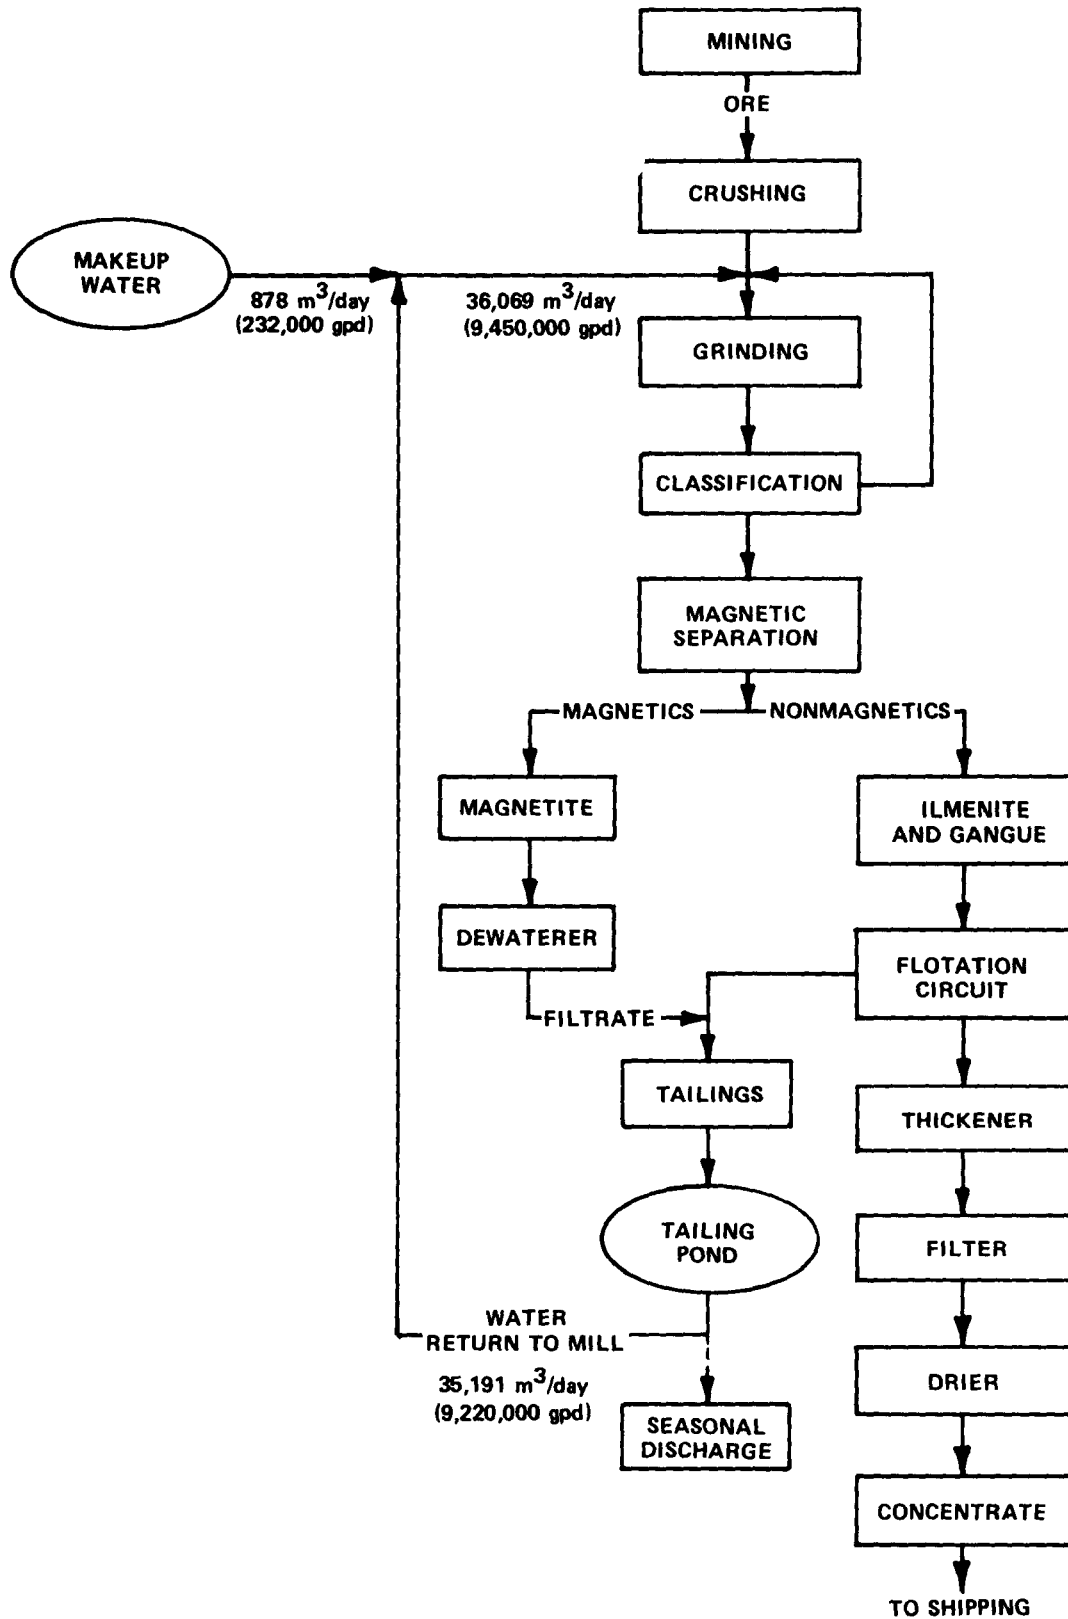 MINING
ORE
CRUSHING
MAKEUP
WATER
878 m³/day
(232,000 gpd)
36,069 m³/day
(9,450,000 gpd)
GRINDING
CLASSIFICATION
MAGNETIC
SEPARATION
MAGNETICS
NONMAGNETICS
MAGNETITE
ILMENITE
AND GANGUE
DEWATERER
FLOTATION
CIRCUIT
FILTRATE
TAILINGS
THICKENER
TAILING
POND
FILTER
WATER
RETURN TO MILL
35,191 m³/day
(9,220,000 gpd)
DRIER
SEASONAL
DISCHARGE
CONCENTRATE
TO SHIPPING